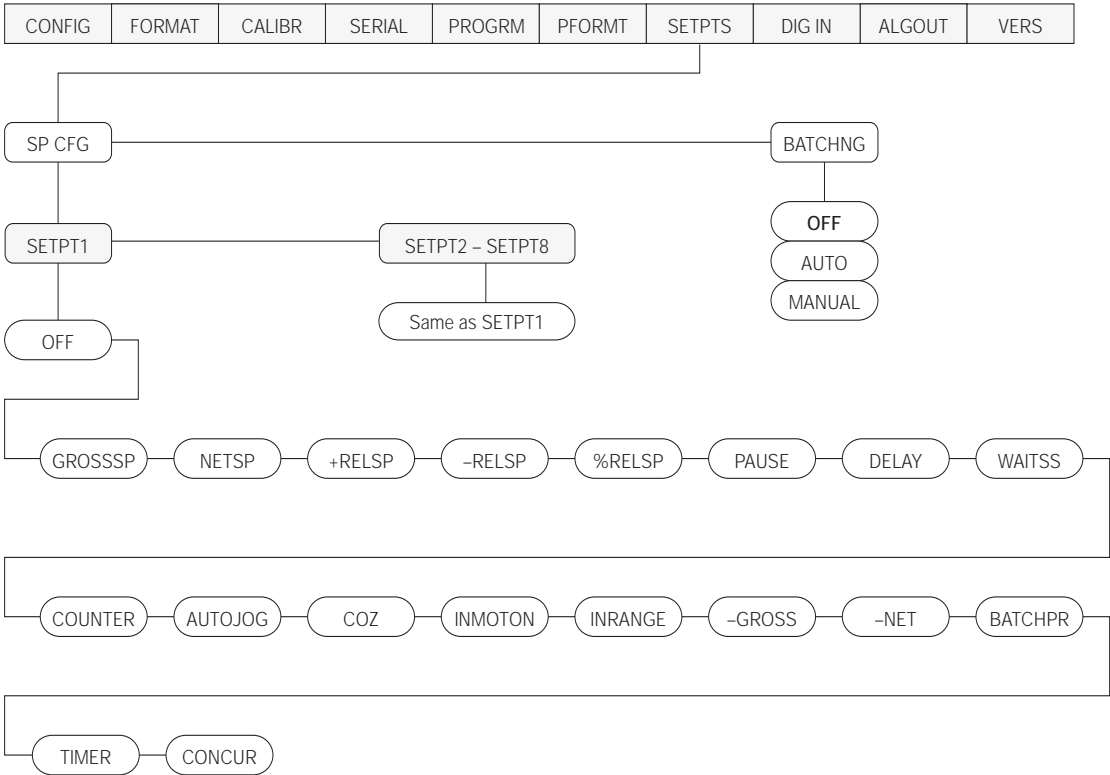 CONFIG FORMAT CALIBR SERIAL PROGRM PFORMT SETPTS DIG IN ALGOUT VERS
SP CFG BATCHNG
OFF
SETPT1 SETPT2 – SETPT8
AUTO
MANUAL
Same as SETPT1
OFF
GROSSSP NETSP +RELSP –RELSP %RELSP PAUSE DELAY WAITSS
COUNTER AUTOJOG COZ INMOTON INRANGE –GROSS –NET BATCHPR
TIMER CONCUR